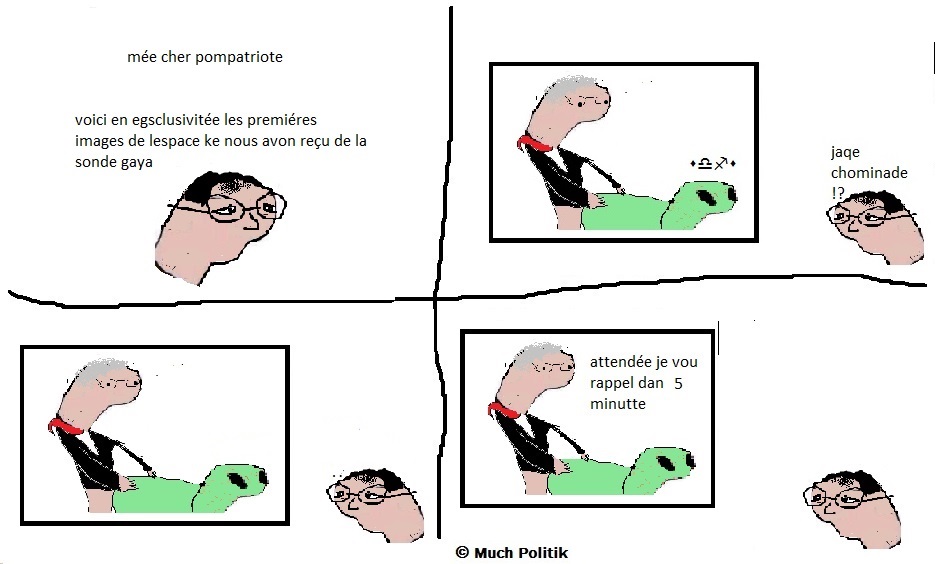 mée cher pompatriote
voici en egsclusivitée les premiéres
images de lespace ke nous avon reçu de la
sonde gaya
♦♎♐♦
jaqe
chominade
!?
attendée je vou
rappel dan 5
minutte
© Much Politik